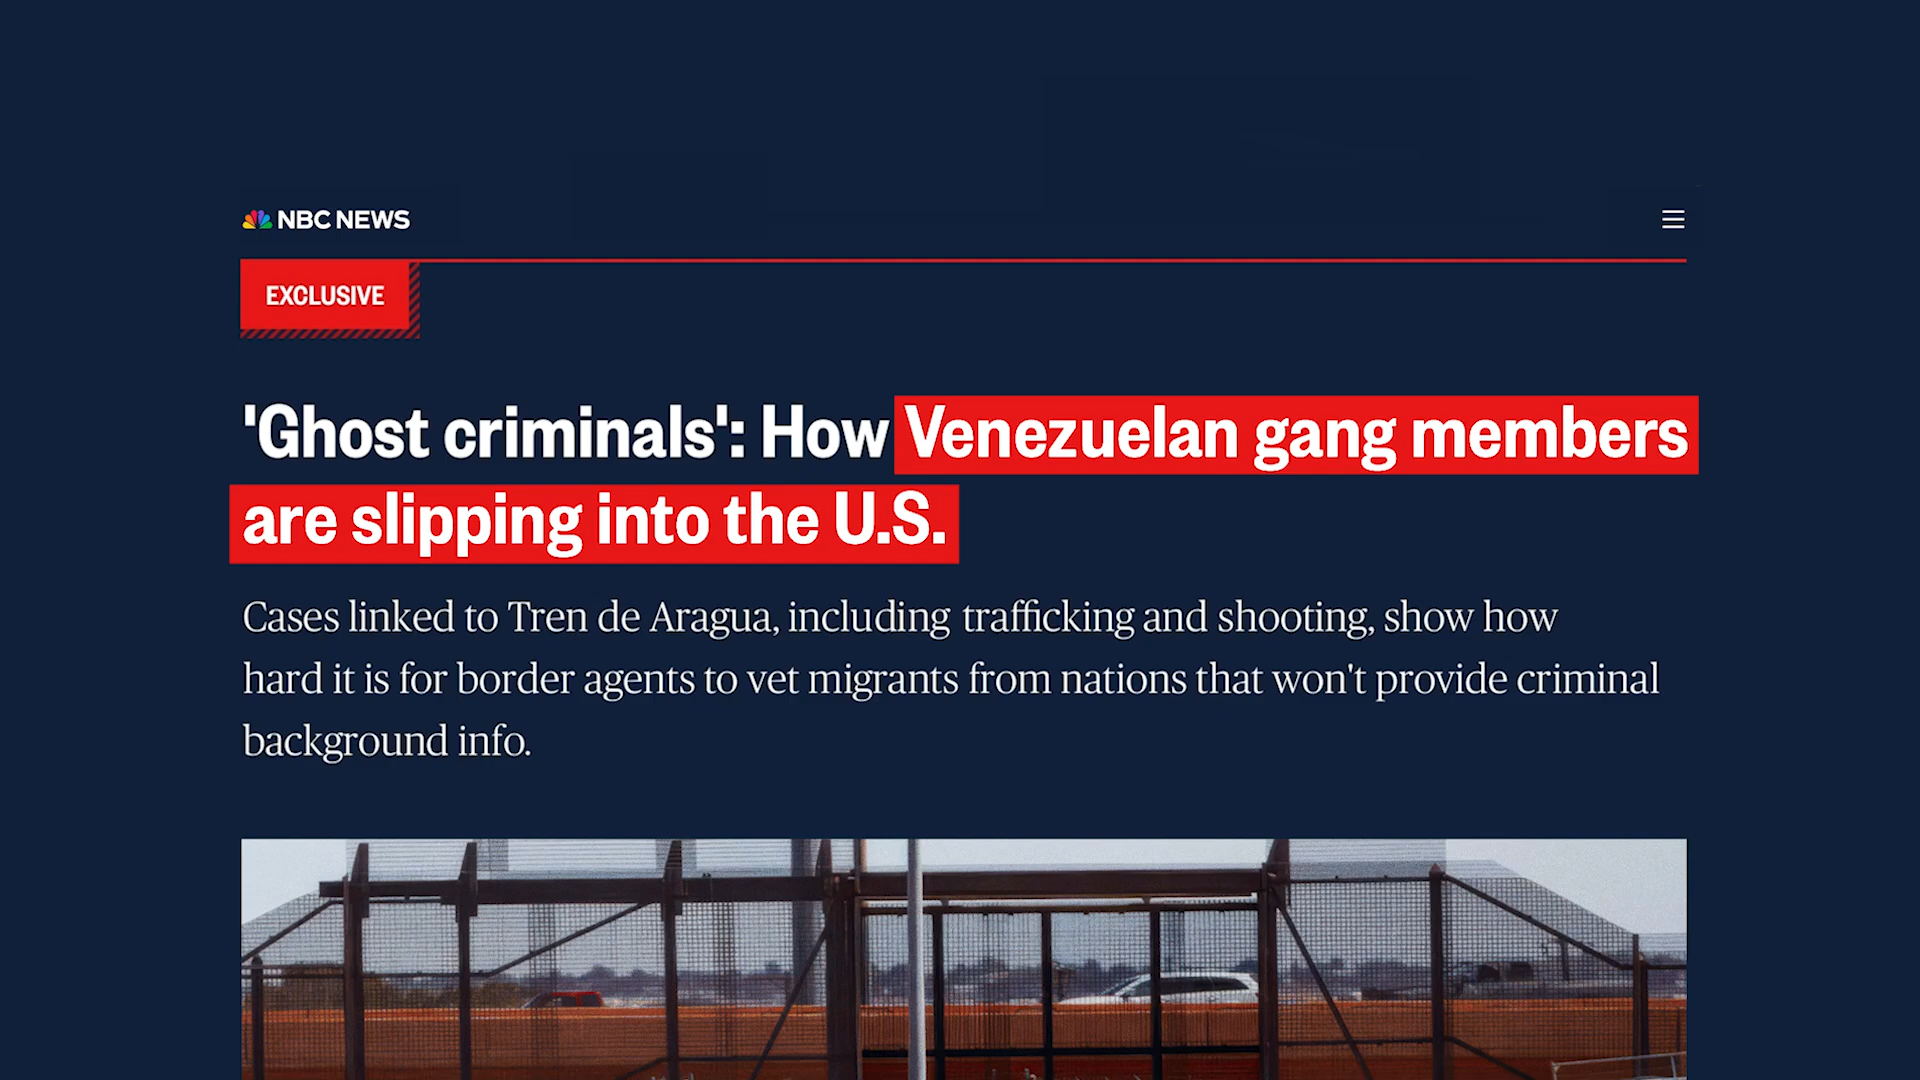 NBC NEWS
EXCLUSIVE
'Ghost criminals': How Venezuelan gang members
are slipping into the U.S.
Cases linked to Tren de Aragua, including trafficking and shooting, show how
hard it is for border agents to vet migrants from nations that won't provide criminal
background info.